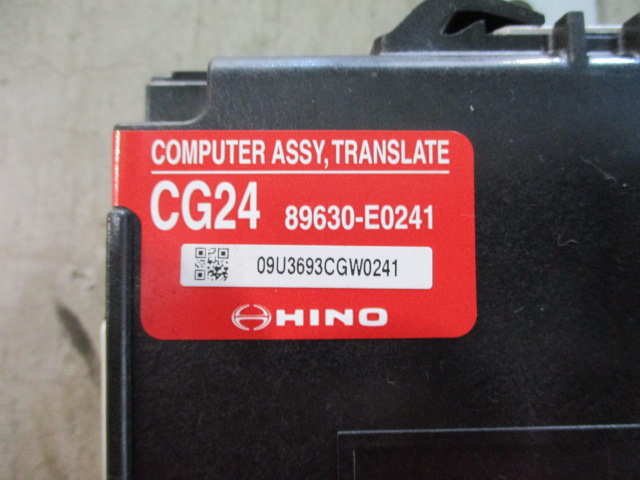 COMPUTER ASSY, TRANSLATE
CG24 89630-E0241
09U3693CGW0241
HINO